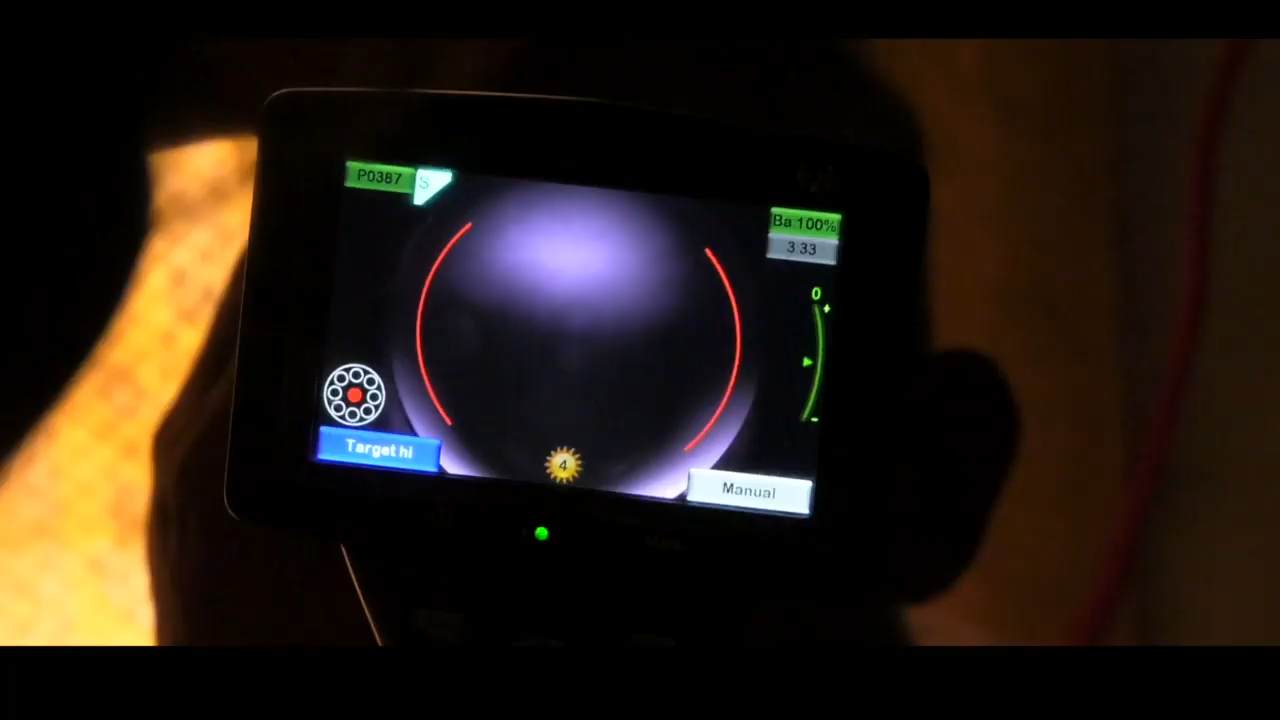 P0387 S
Ba.100%
3.33
0
+
-
Target hi
4
Manual